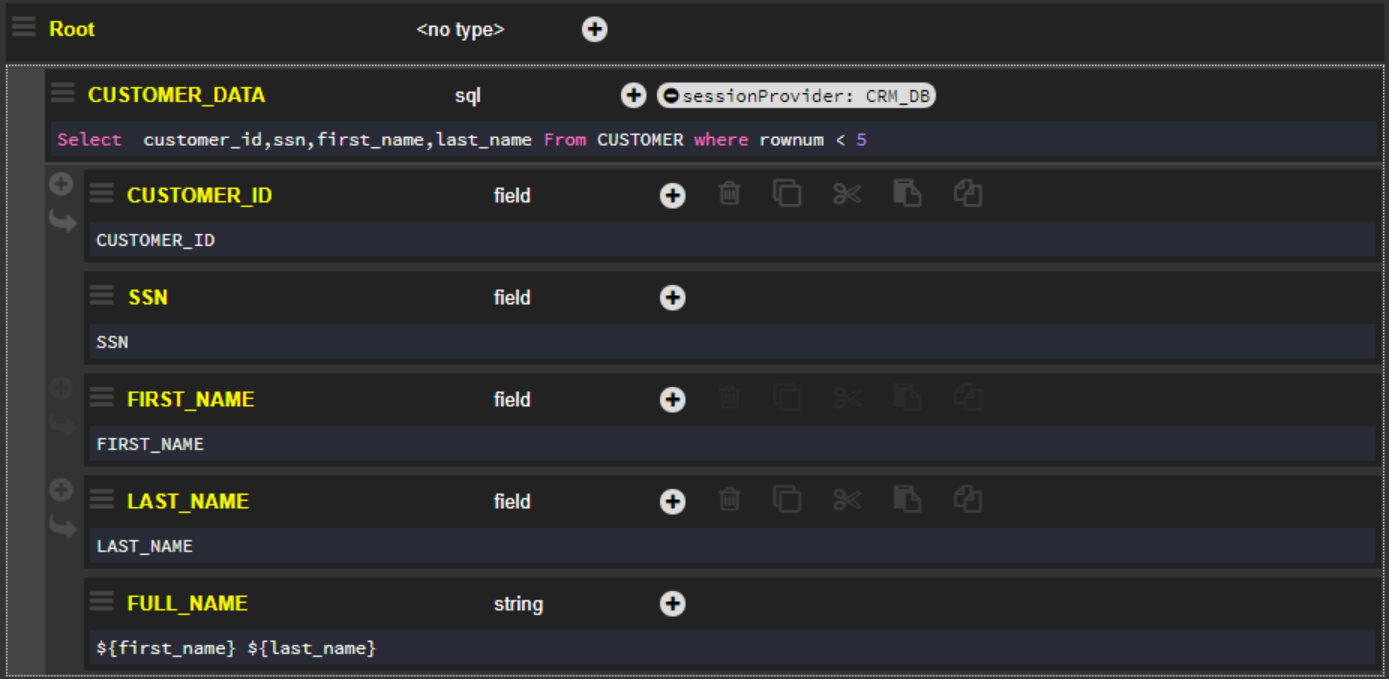 Root <no type>
CUSTOMER_DATA sql sessionProvider: CRM_DB
Select  customer_id,ssn,first_name,last_name From CUSTOMER where rownum < 5
CUSTOMER_ID field
CUSTOMER_ID
SSN field
SSN
FIRST_NAME field
FIRST_NAME
LAST_NAME field
LAST_NAME
FULL_NAME string
${first_name} ${last_name}